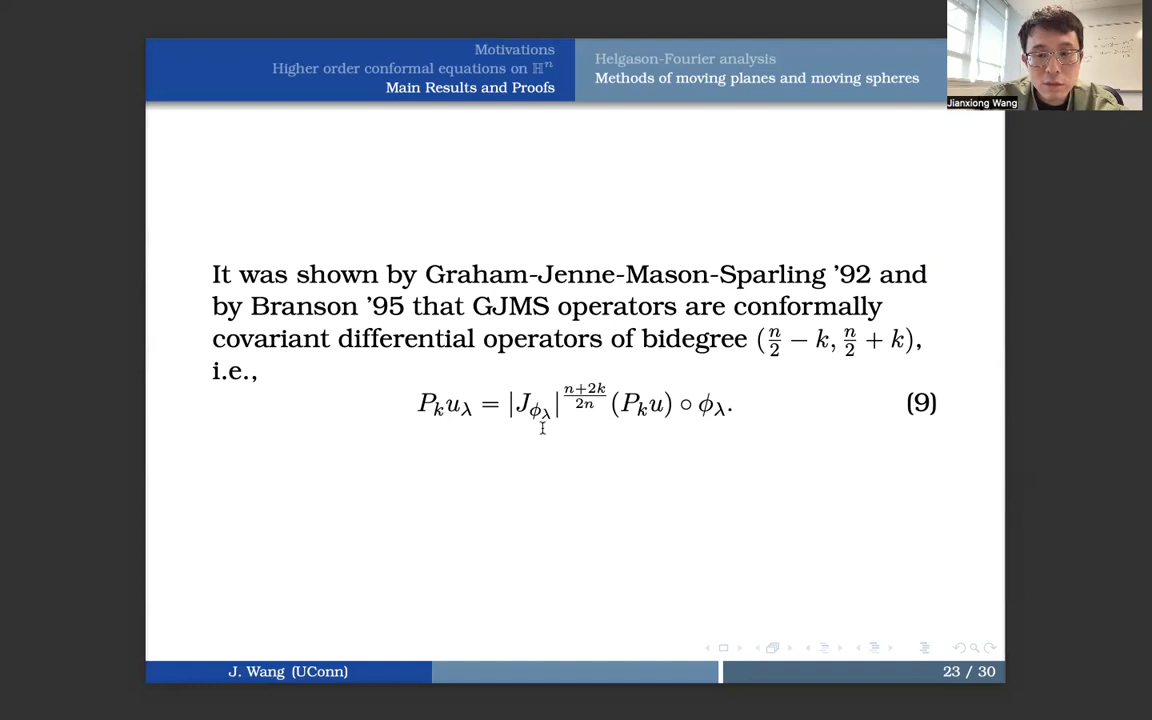 Motivations
Higher order conformal equations on ℍⁿ
Main Results and Proofs
Helgason-Fourier analysis
Methods of moving planes and moving spheres
Jianxiong Wang
It was shown by Graham-Jenne-Mason-Sparling '92 and
by Branson '95 that GJMS operators are conformally
covariant differential operators of bidegree (n/2 − k, n/2 + k),
i.e.,
P_k u_λ = |J_{ϕ_λ}|^{(n+2k)/(2n)} (P_k u) ∘ ϕ_λ. (9)
J. Wang (UConn)
23 / 30